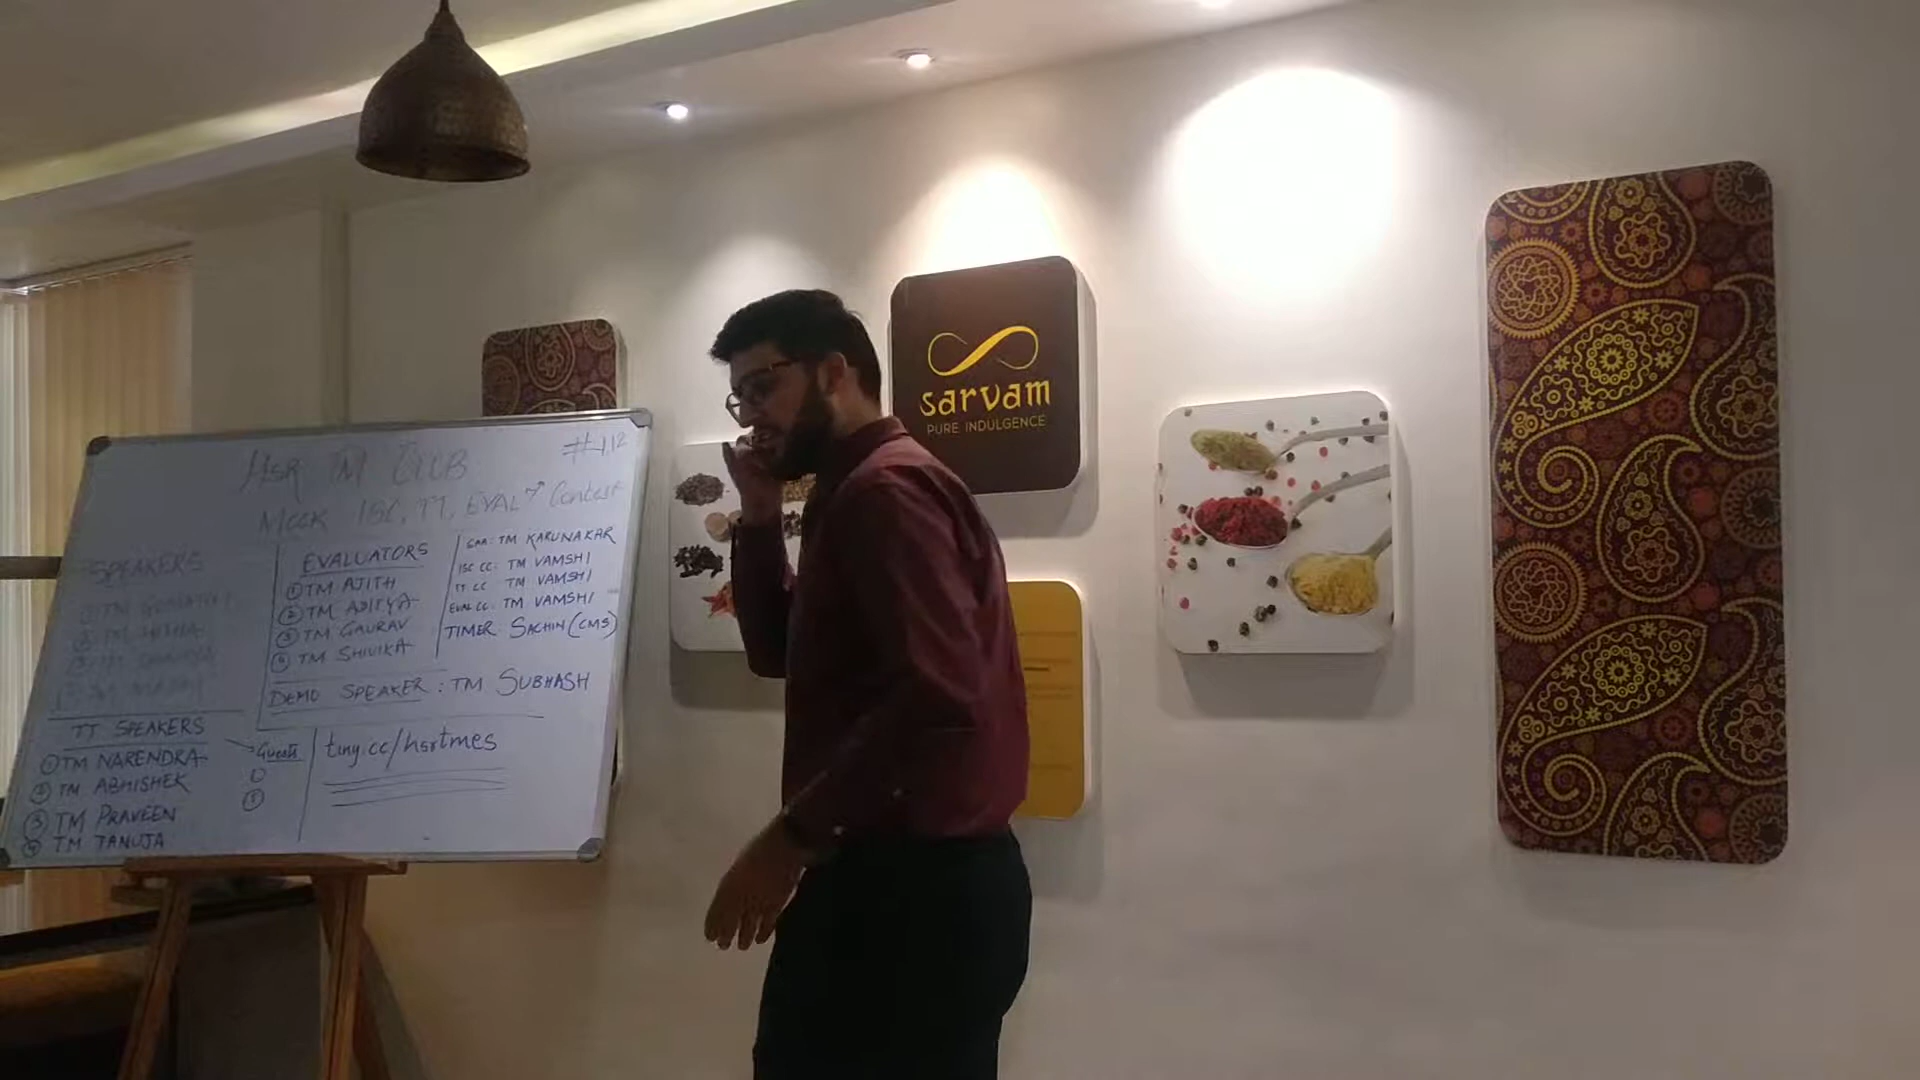 HSR TM CLUB
#112
MOCK ISC, TT, EVAL Contest
SPEAKERS
EVALUATORS
① TM AJITH
② TM ADITYA
③ TM GAURAV
④ TM SHIVIKA
SAA: TM KARUNAKAR
ISC CC: TM VAMSHI
TT CC TM VAMSHI
EVAL CC: TM VAMSHI
TIMER: SACHIN (CMS)
DEMO SPEAKER: TM SUBHASH
TT SPEAKERS
① TM NARENDRA
② TM ABHISHEK
③ TM PRAVEEN
④ TM TANUJA
Guests
tiny.cc/hsrtmes
sarvam
PURE INDULGENCE